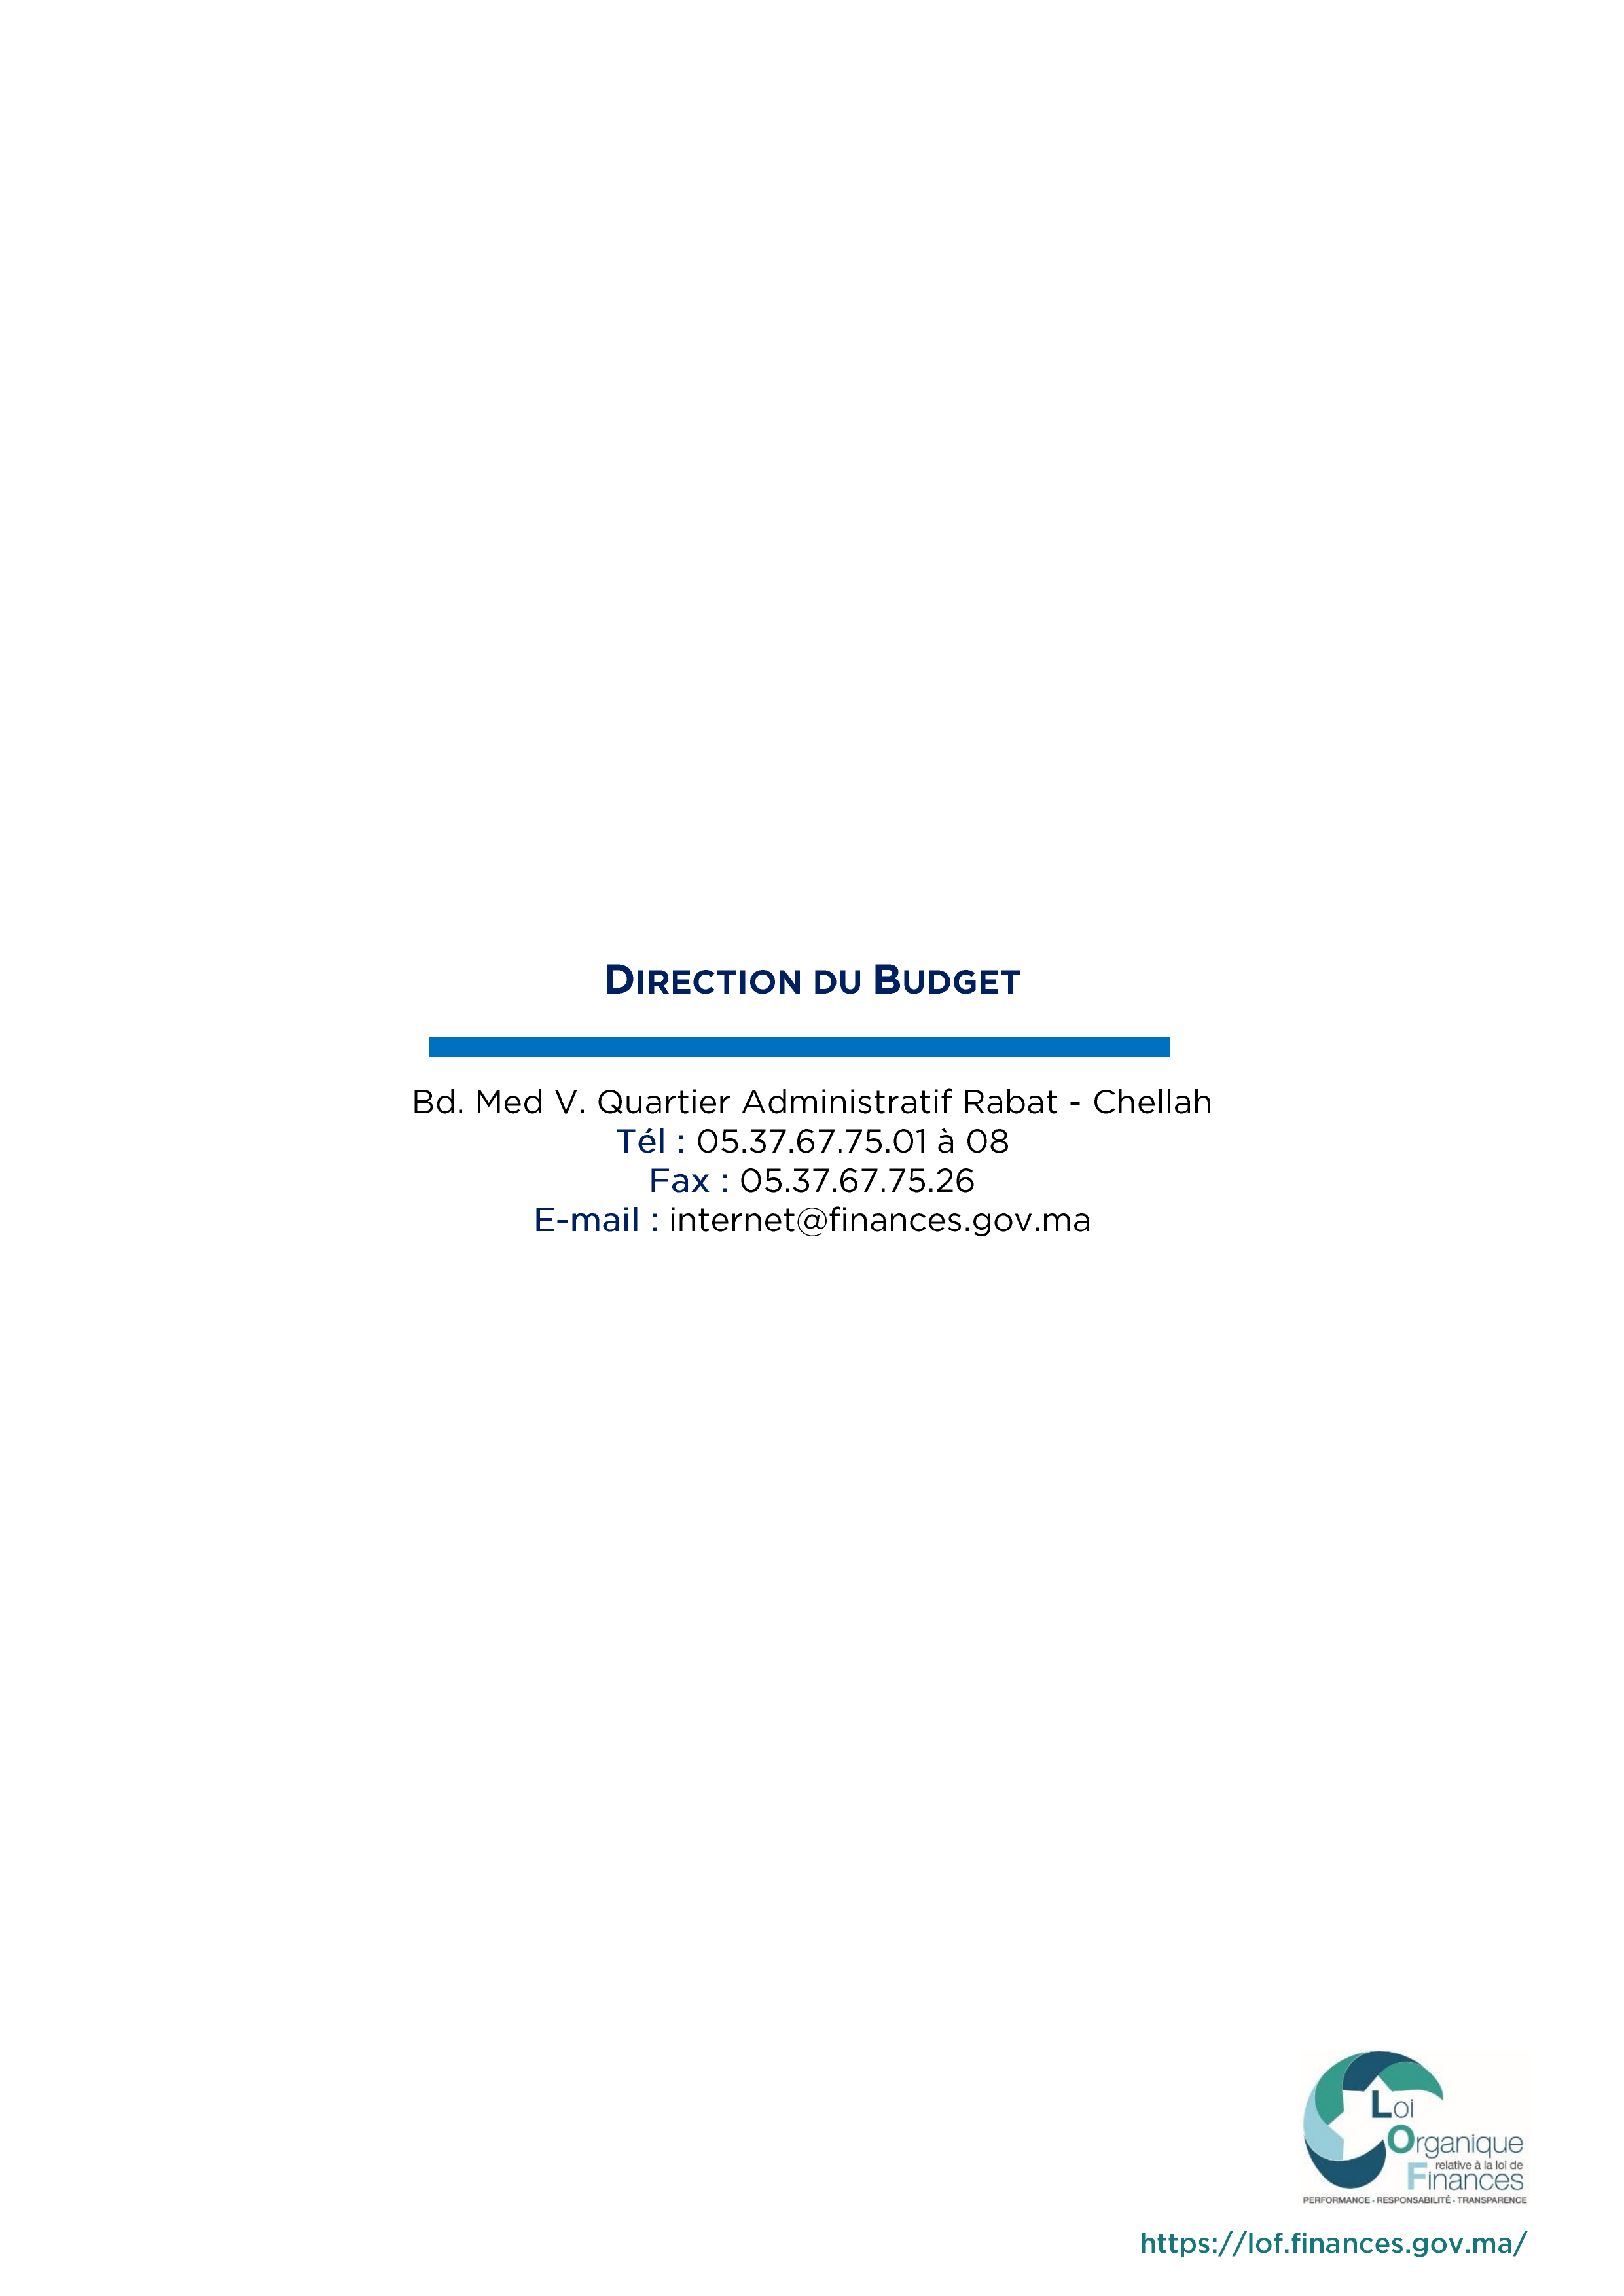 DIRECTION DU BUDGET
Bd. Med V. Quartier Administratif Rabat - Chellah
Tél : 05.37.67.75.01 à 08
Fax : 05.37.67.75.26
E-mail : internet@finances.gov.ma
Loi
Organique
relative à la loi de
Finances
PERFORMANCE - RESPONSABILITÉ - TRANSPARENCE
https://lof.finances.gov.ma/